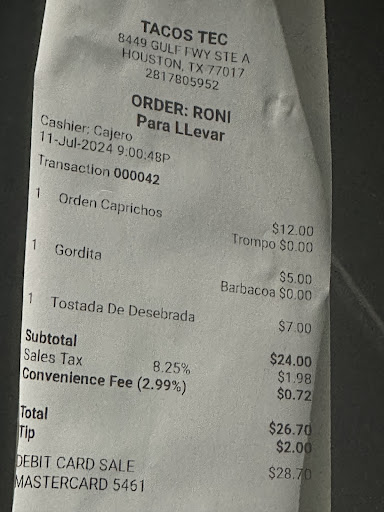 TACOS TEC
8449 GULF FWY STE A
HOUSTON, TX 77017
2817805952
ORDER: RONI
Para LLevar
Cashier: Cajero
11-Jul-2024 9:00:48P
Transaction 000042
1 Orden Caprichos $12.00
Trompo $0.00
1 Gordita $5.00
Barbacoa $0.00
1 Tostada De Desebrada $7.00
Subtotal $24.00
Sales Tax 8.25% $1.98
Convenience Fee (2.99%) $0.72
Total $26.70
Tip $2.00
DEBIT CARD SALE $28.70
MASTERCARD 5461